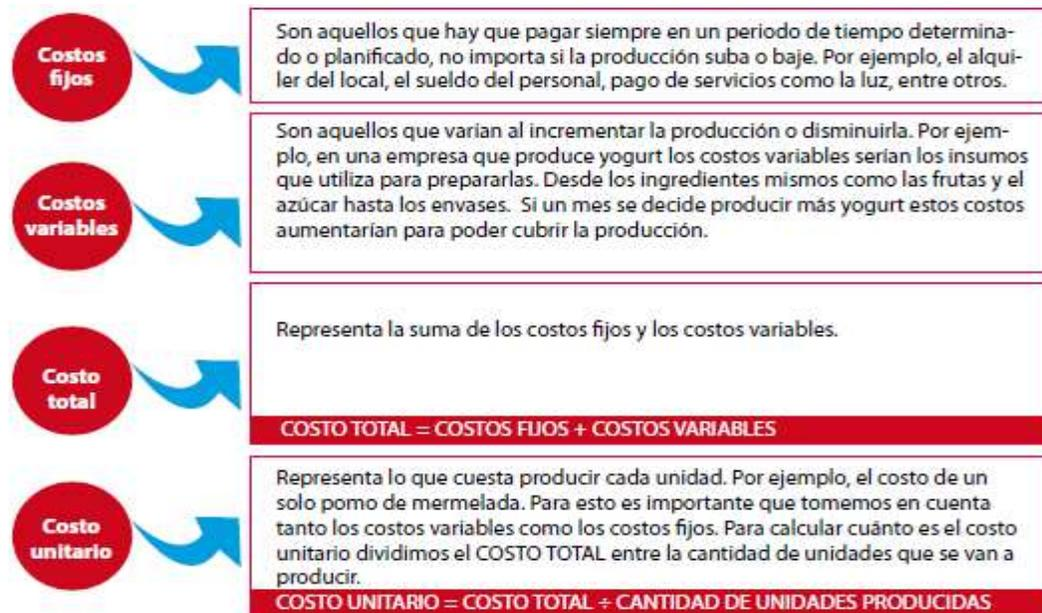 Costos
fijos
Son aquellos que hay que pagar siempre en un periodo de tiempo determina-
do o planificado, no importa si la producción suba o baje. Por ejemplo, el alqui-
ler del local, el sueldo del personal, pago de servicios como la luz, entre otros.
Costos
variables
Son aquellos que varían al incrementar la producción o disminuirla. Por ejem-
plo, en una empresa que produce yogurt los costos variables serían los insumos
que utiliza para prepararlas. Desde los ingredientes mismos como las frutas y el
azúcar hasta los envases. Si un mes se decide producir más yogurt estos costos
aumentarían para poder cubrir la producción.
Costo
total
Representa la suma de los costos fijos y los costos variables.
COSTO TOTAL = COSTOS FIJOS + COSTOS VARIABLES
Costo
unitario
Representa lo que cuesta producir cada unidad. Por ejemplo, el costo de un
solo pomo de mermelada. Para esto es importante que tomemos en cuenta
tanto los costos variables como los costos fijos. Para calcular cuánto es el costo
unitario dividimos el COSTO TOTAL entre la cantidad de unidades que se van a
producir.
COSTO UNITARIO = COSTO TOTAL ÷ CANTIDAD DE UNIDADES PRODUCIDAS